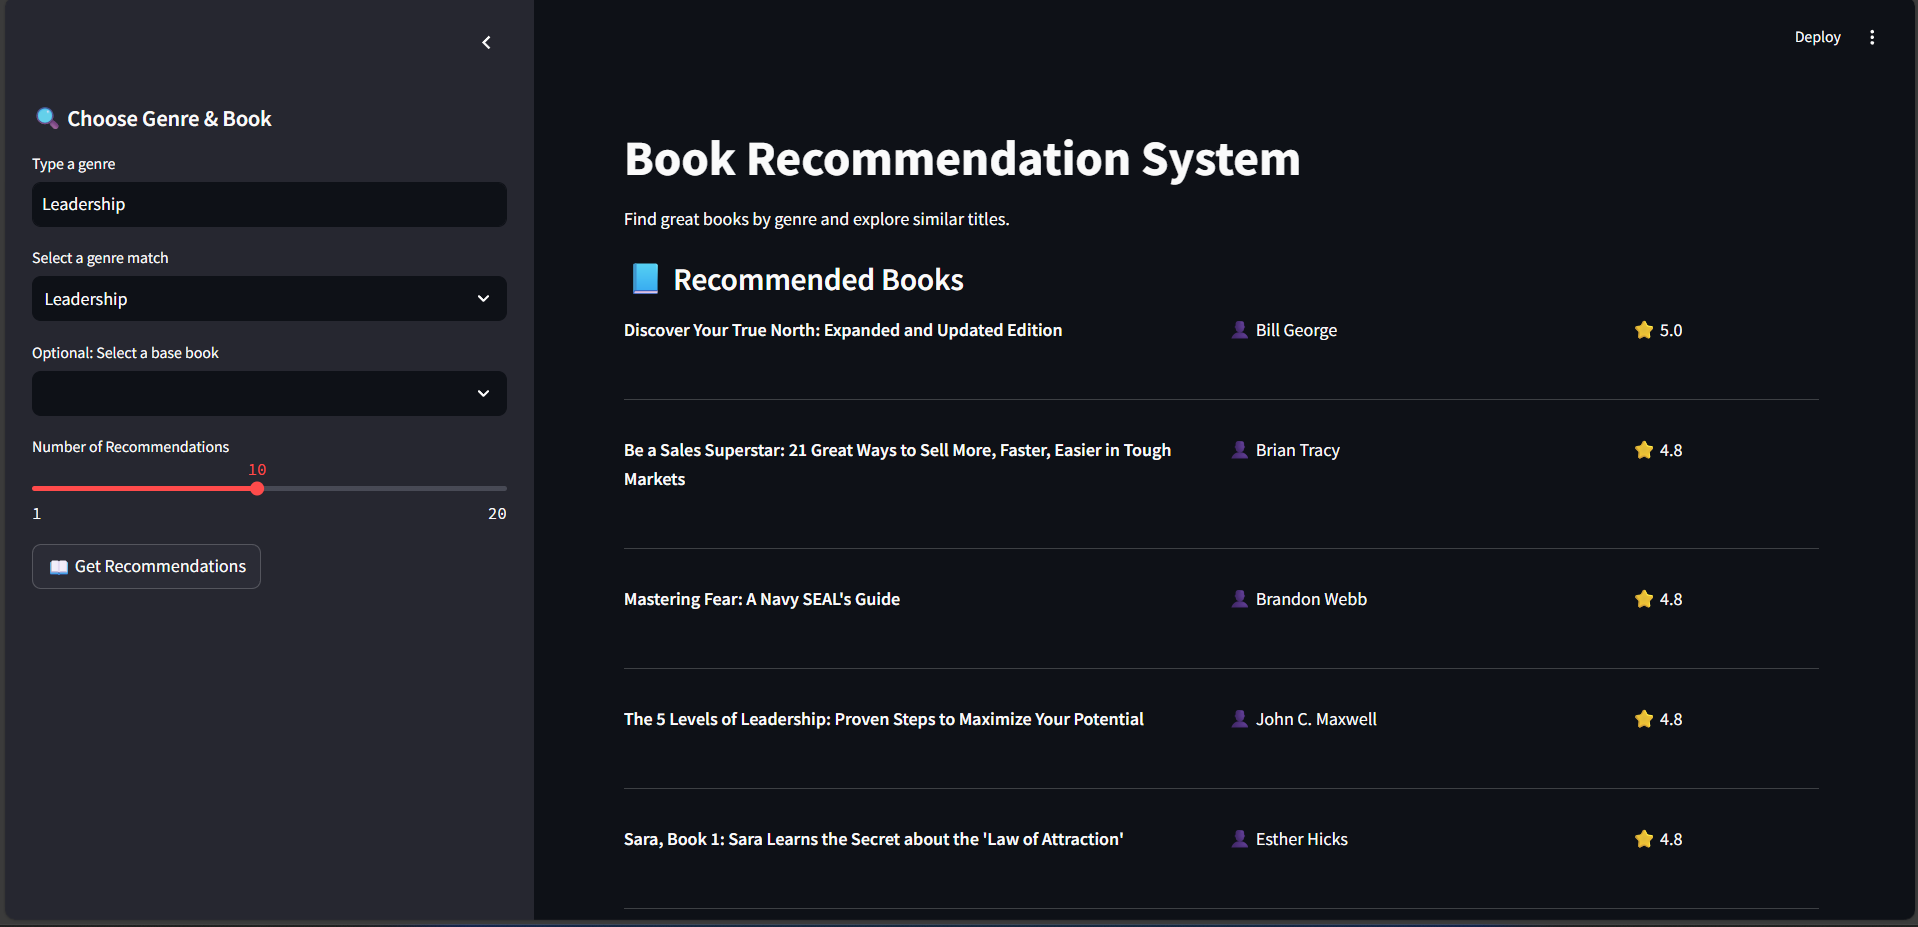 Choose Genre & Book
Type a genre
Leadership
Select a genre match
Leadership
Optional: Select a base book
Number of Recommendations
10
1 20
Get Recommendations
Deploy
Book Recommendation System
Find great books by genre and explore similar titles.
Recommended Books
Discover Your True North: Expanded and Updated Edition Bill George 5.0
Be a Sales Superstar: 21 Great Ways to Sell More, Faster, Easier in Tough Brian Tracy 4.8
Markets
Mastering Fear: A Navy SEAL's Guide Brandon Webb 4.8
The 5 Levels of Leadership: Proven Steps to Maximize Your Potential John C. Maxwell 4.8
Sara, Book 1: Sara Learns the Secret about the 'Law of Attraction' Esther Hicks 4.8